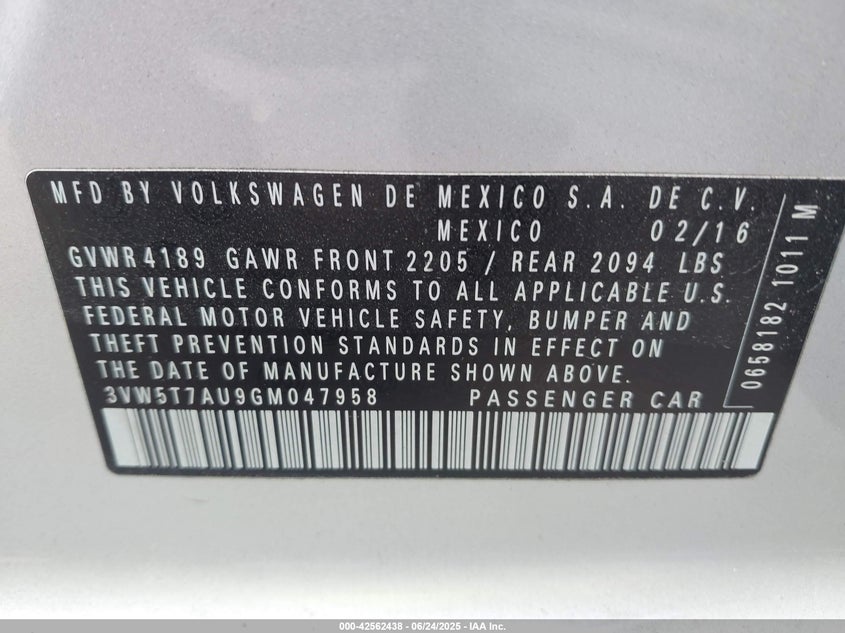 MFD BY VOLKSWAGEN DE MEXICO S.A. DE C.V.
MEXICO 02/16
GVWR 4189 GAWR FRONT 2205 / REAR 2094 LBS
THIS VEHICLE CONFORMS TO ALL APPLICABLE U.S.
FEDERAL MOTOR VEHICLE SAFETY, BUMPER AND
THEFT PREVENTION STANDARDS IN EFFECT ON
THE DATE OF MANUFACTURE SHOWN ABOVE.
3VW5T7AU9GM047958 PASSENGER CAR
0658182 1011 M
000-42562438 - 06/24/2025 - IAA Inc.